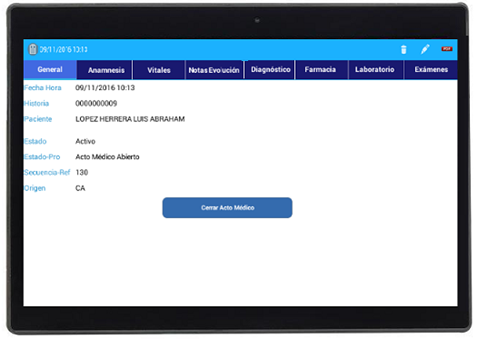 09/11/2016 10:13
General Anamnesis Vitales Notas Evolución Diagnóstico Farmacia Laboratorio Exámenes
Fecha Hora 09/11/2016 10:13
Historia 0000000009
Paciente LOPEZ HERRERA LUIS ABRAHAM
Estado Activo
Estado-Pro Acto Médico Abierto
Secuencia-Ref 130
Origen CA
Cerrar Acto Médico